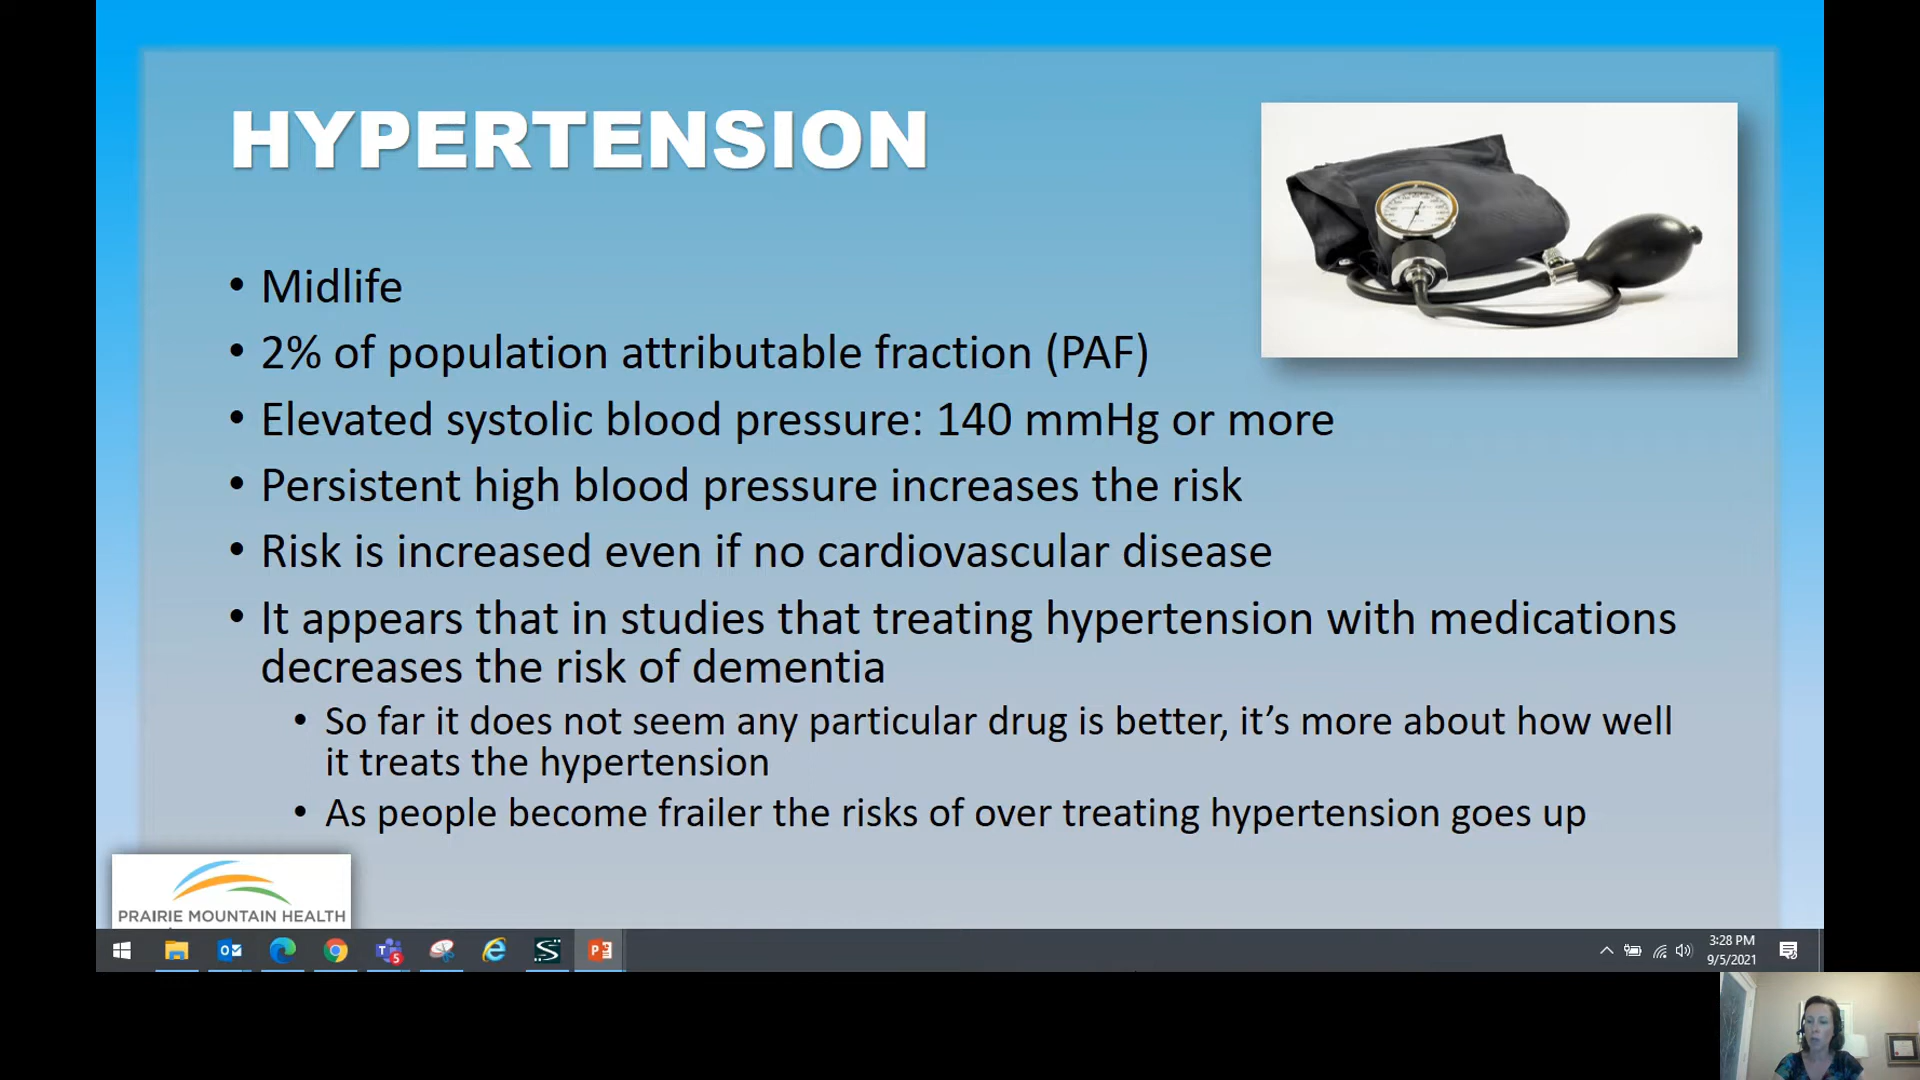 HYPERTENSION
• Midlife
• 2% of population attributable fraction (PAF)
• Elevated systolic blood pressure: 140 mmHg or more
• Persistent high blood pressure increases the risk
• Risk is increased even if no cardiovascular disease
• It appears that in studies that treating hypertension with medications
decreases the risk of dementia
• So far it does not seem any particular drug is better, it’s more about how well
it treats the hypertension
• As people become frailer the risks of over treating hypertension goes up
PRAIRIE MOUNTAIN HEALTH
3:28 PM
9/5/2021